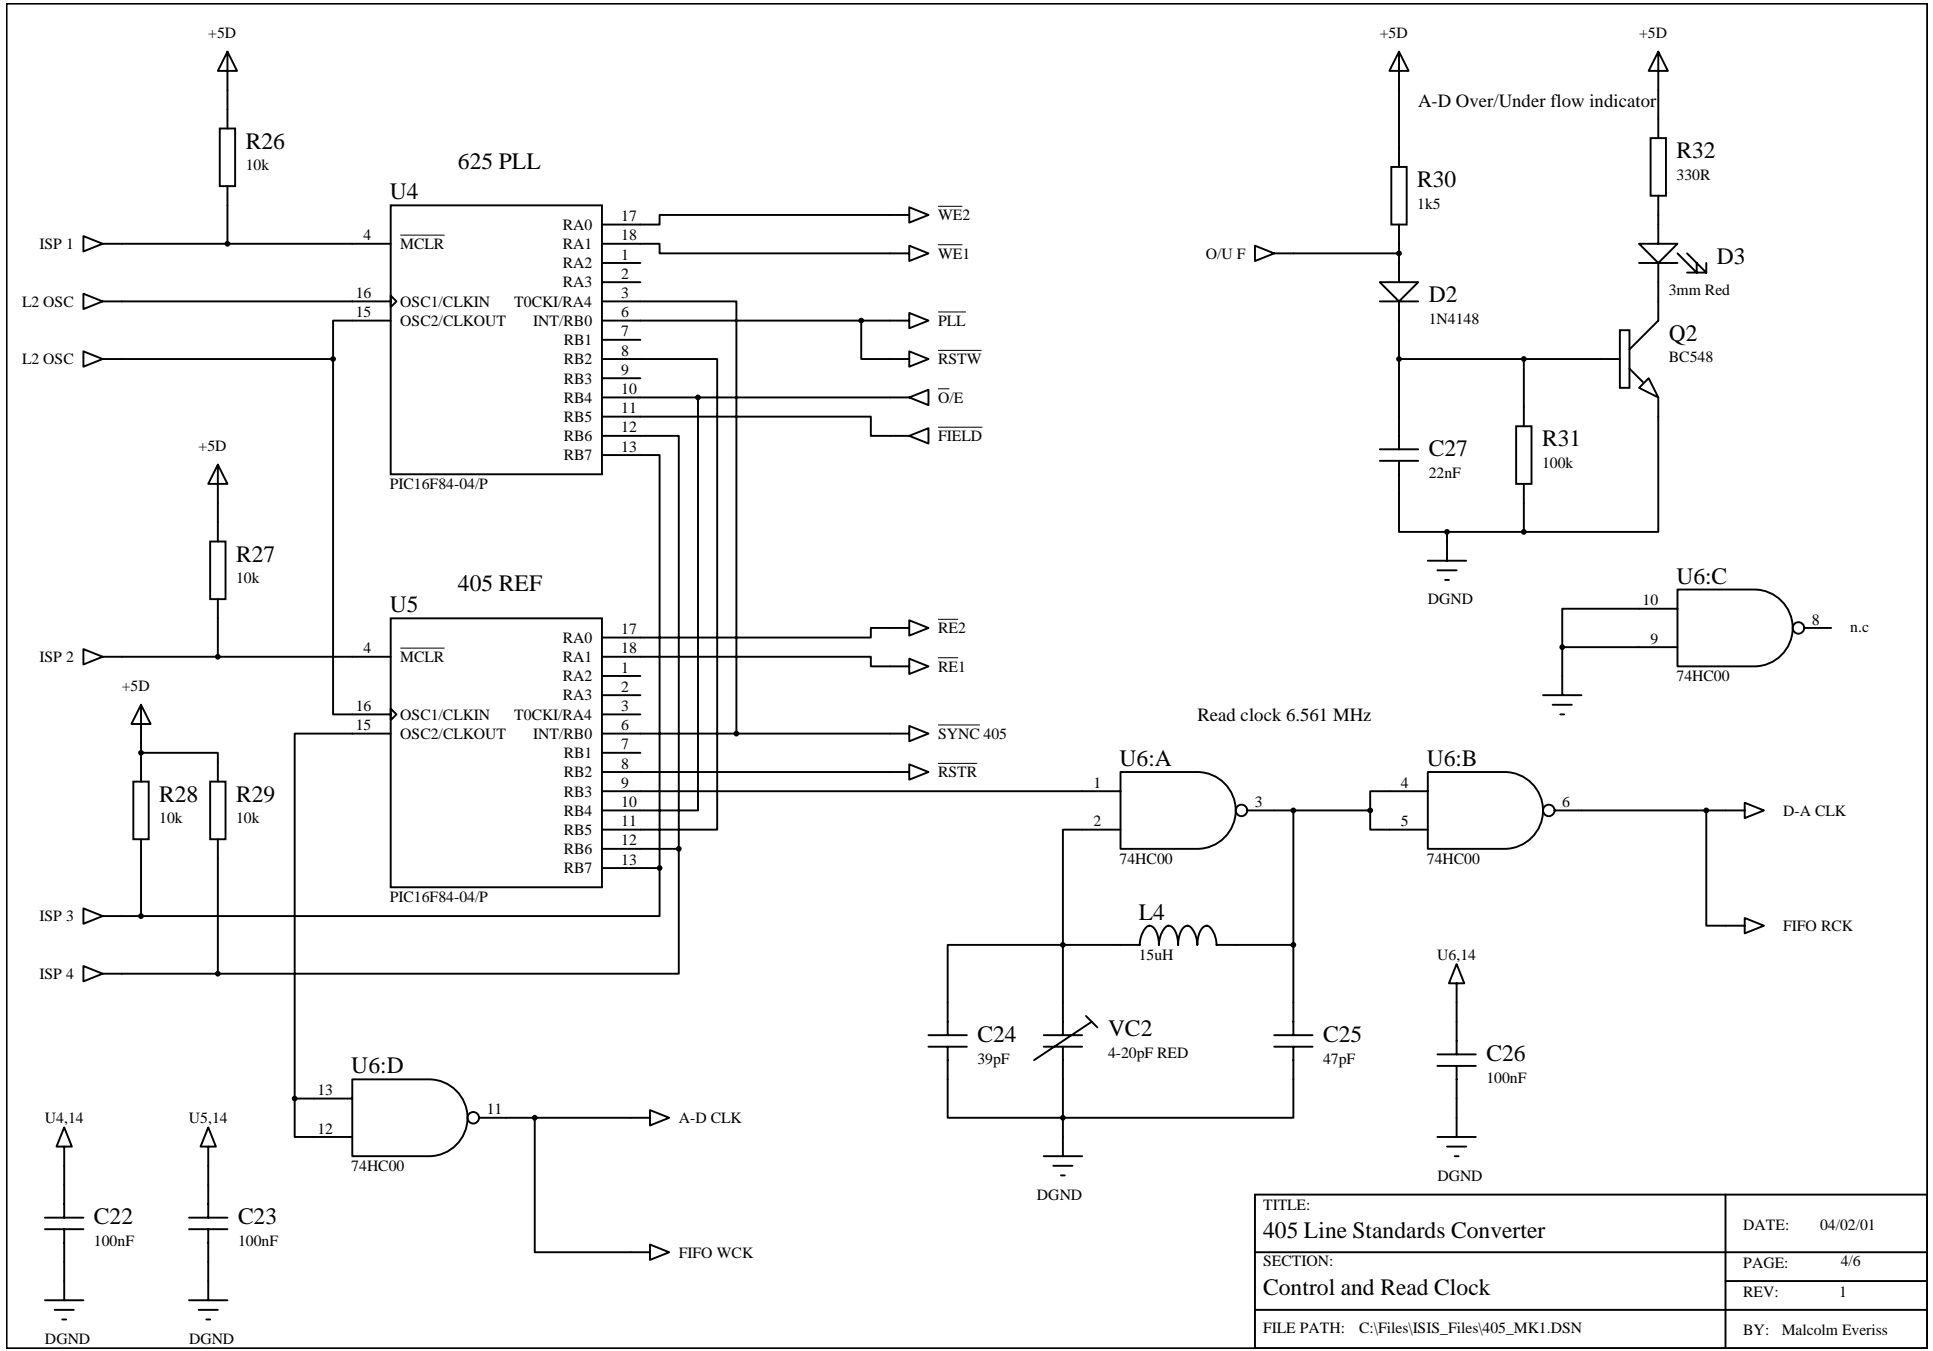 +5D
R26
10k
625 PLL
U4
ISP 1
L2 OSC
L2 OSC
4
16
15
MCLR
OSC1/CLKIN
OSC2/CLKOUT
RA0
RA1
RA2
RA3
T0CKI/RA4
INT/RB0
RB1
RB2
RB3
RB4
RB5
RB6
RB7
17
18
1
2
3
6
7
8
9
10
11
12
13
PIC16F84-04/P
WE2
WE1
PLL
RSTW
O/E
FIELD
+5D
R27
10k
405 REF
U5
ISP 2
4
16
15
MCLR
OSC1/CLKIN
OSC2/CLKOUT
RA0
RA1
RA2
RA3
T0CKI/RA4
INT/RB0
RB1
RB2
RB3
RB4
RB5
RB6
RB7
17
18
1
2
3
6
7
8
9
10
11
12
13
PIC16F84-04/P
RE2
RE1
SYNC 405
RSTR
+5D
R28
10k
R29
10k
ISP 3
ISP 4
U6:D
13
12
11
74HC00
A-D CLK
FIFO WCK
U4,14
C22
100nF
DGND
U5,14
C23
100nF
DGND
+5D
+5D
A-D Over/Under flow indicator
R30
1k5
R32
330R
O/U F
D2
1N4148
D3
3mm Red
Q2
BC548
C27
22nF
R31
100k
DGND
U6:C
10
9
8
n.c
74HC00
Read clock 6.561 MHz
U6:A
1
2
3
74HC00
U6:B
4
5
6
74HC00
D-A CLK
FIFO RCK
L4
15uH
C24
39pF
VC2
4-20pF RED
C25
47pF
DGND
U6,14
C26
100nF
DGND
TITLE:
405 Line Standards Converter
DATE: 04/02/01
SECTION:
Control and Read Clock
PAGE: 4/6
REV: 1
FILE PATH: C:\Files\ISIS_Files\405_MK1.DSN
BY: Malcolm Everiss